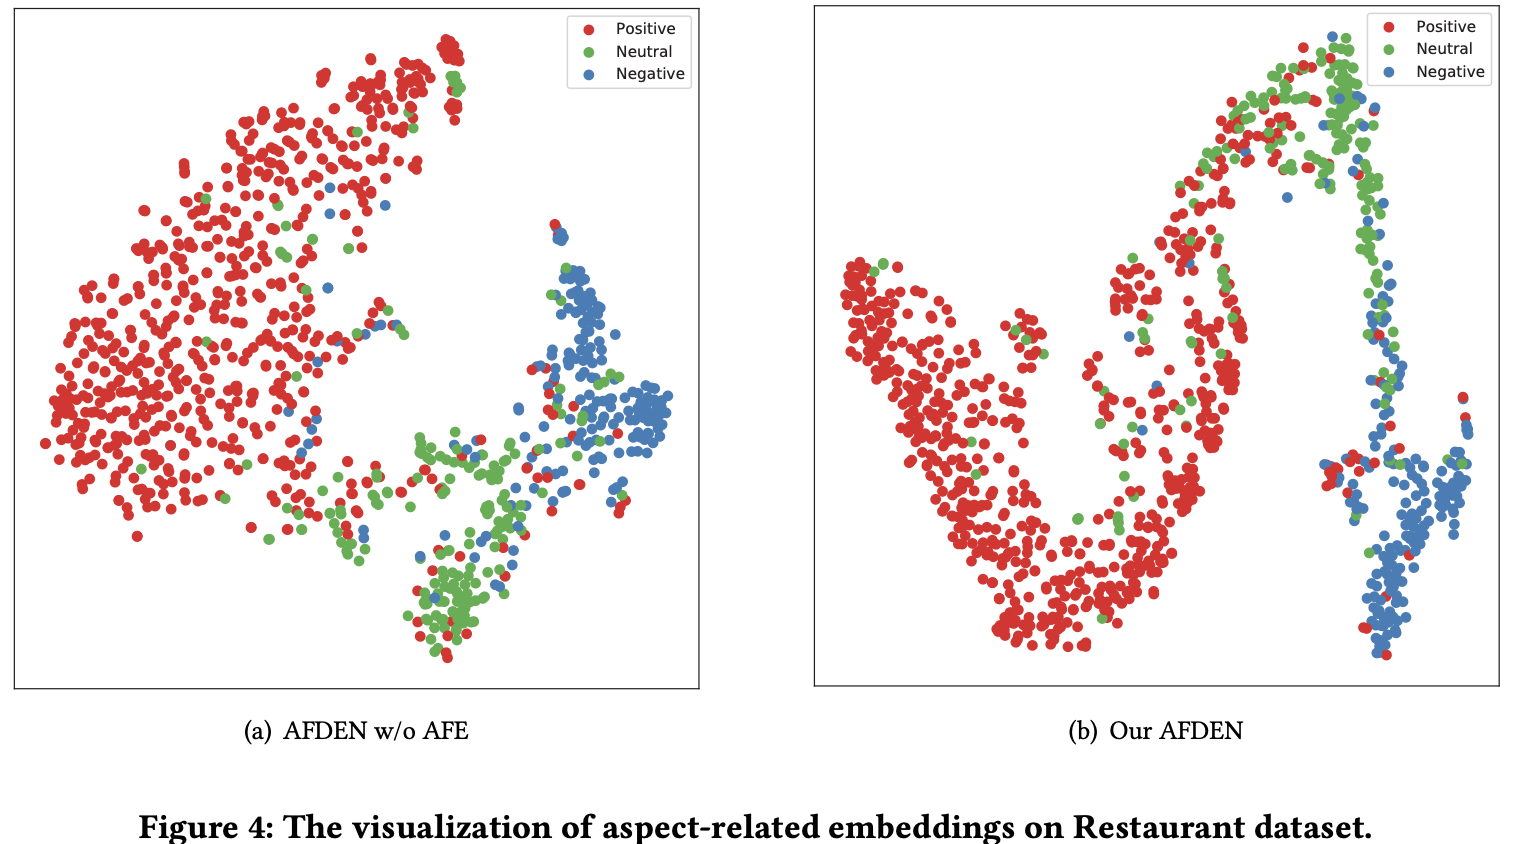 Positive
Neutral
Negative
Positive
Neutral
Negative
(a) AFDEN w/o AFE
(b) Our AFDEN
Figure 4: The visualization of aspect-related embeddings on Restaurant dataset.